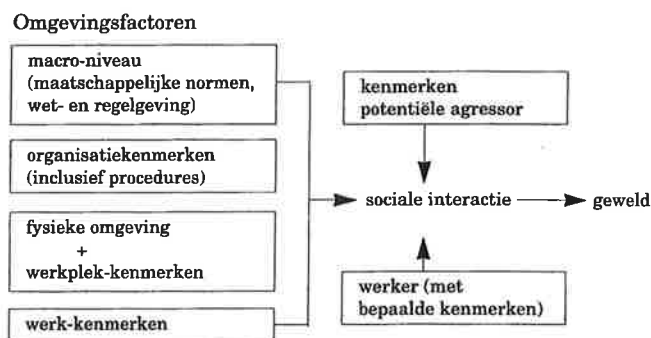 Omgevingsfactoren
macro-niveau
(maatschappelijke normen,
wet- en regelgeving)
organisatiekenmerken
(inclusief procedures)
fysieke omgeving
+
werkplek-kenmerken
werk-kenmerken
kenmerken
potentiële agressor
sociale interactie
geweld
werker (met
bepaalde kenmerken)